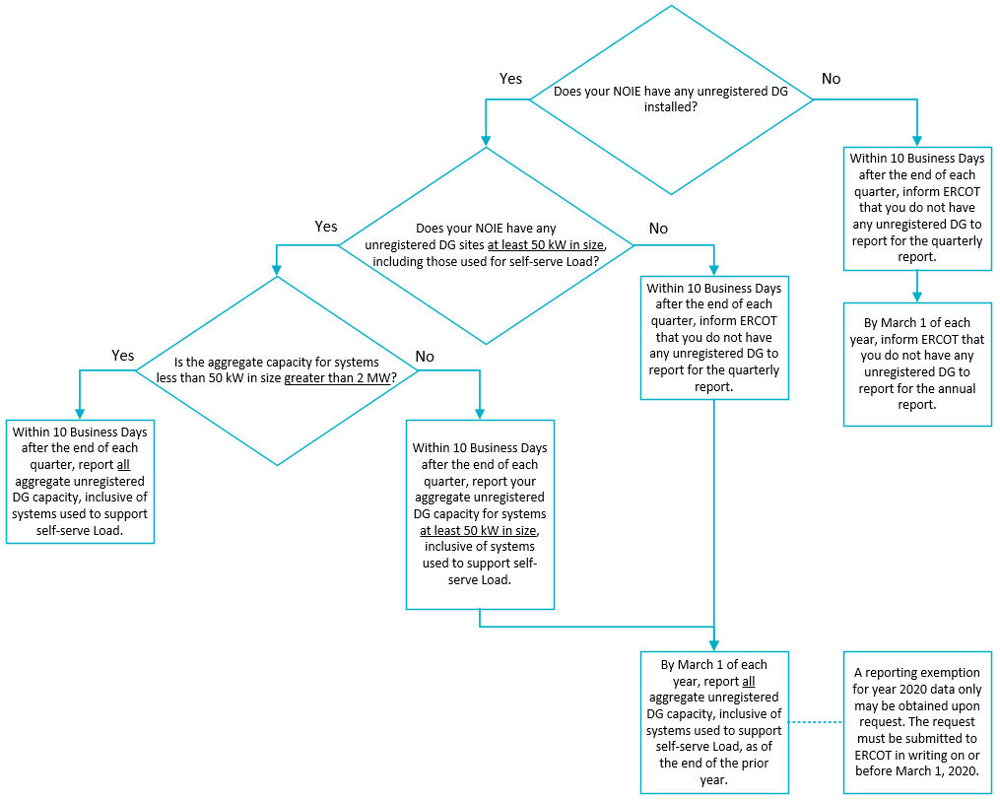 Does your NOIE have any unregistered DG
installed?
Yes
No
Within 10 Business Days
after the end of each
quarter, inform ERCOT
that you do not have
any unregistered DG to
report for the quarterly
report.
By March 1 of each
year, inform ERCOT that
you do not have any
unregistered DG to
report for the annual
report.
Does your NOIE have any
unregistered DG sites at least 50 kW in size,
including those used for self-serve Load?
Yes
No
Within 10 Business Days
after the end of each
quarter, inform ERCOT
that you do not have
any unregistered DG to
report for the quarterly
report.
Is the aggregate capacity for systems
less than 50 kW in size greater than 2 MW?
Yes
No
Within 10 Business Days
after the end of each
quarter, report all
aggregate unregistered
DG capacity, inclusive of
systems used to support
self-serve Load.
Within 10 Business Days
after the end of each
quarter, report your
aggregate unregistered
DG capacity for systems
at least 50 kW in size,
inclusive of systems
used to support self-
serve Load.
By March 1 of each
year, report all
aggregate unregistered
DG capacity, inclusive of
systems used to support
self-serve Load, as of
the end of the prior
year.
A reporting exemption
for year 2020 data only
may be obtained upon
request. The request
must be submitted to
ERCOT in writing on or
before March 1, 2020.